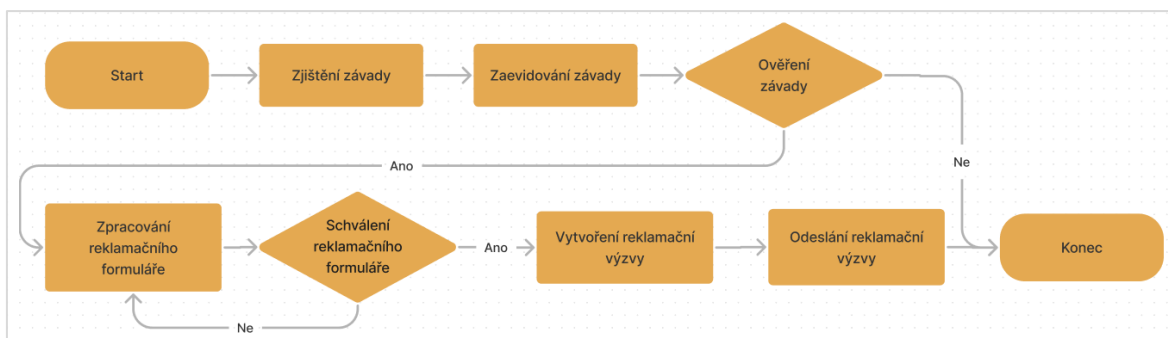 Start
Zjištění závady
Zaevidování závady
Ověření
závady
Ano
Ne
Zpracování
reklamačního
formuláře
Schválení
reklamačního
formuláře
Ano
Vytvoření reklamační
výzvy
Odeslání reklamační
výzvy
Konec
Ne